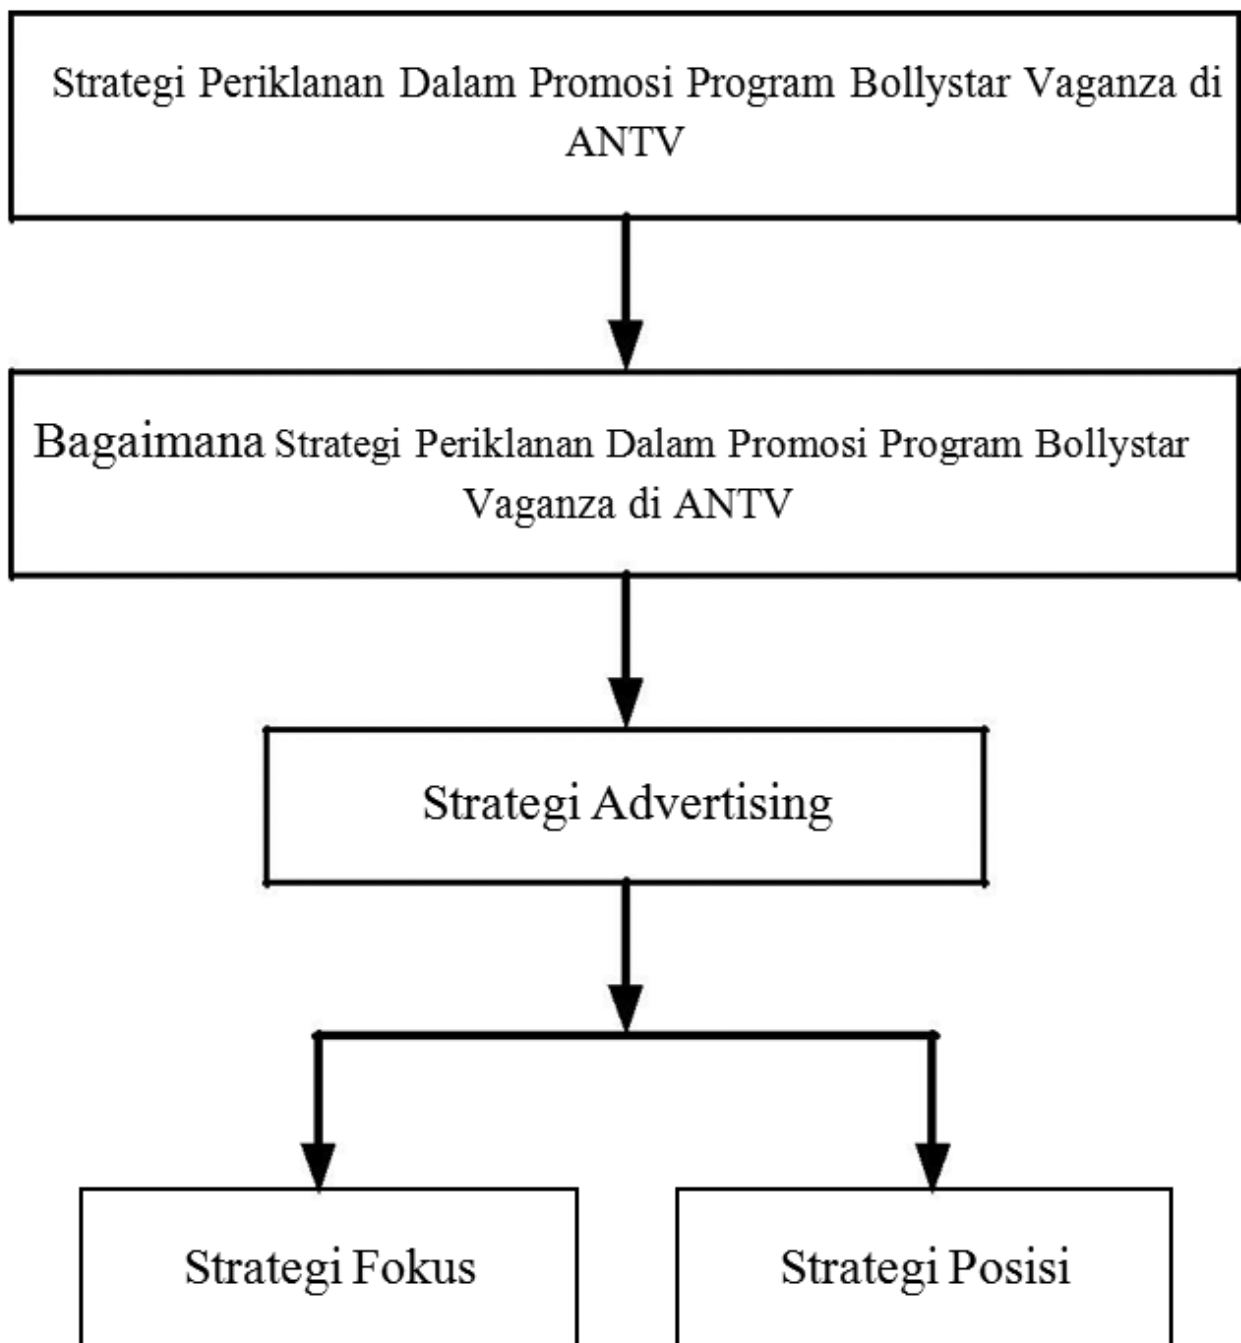 Strategi Periklanan Dalam Promosi Program Bollystar Vaganza di
ANTV
Bagaimana Strategi Periklanan Dalam Promosi Program Bollystar
Vaganza di ANTV
Strategi Advertising
Strategi Fokus
Strategi Posisi